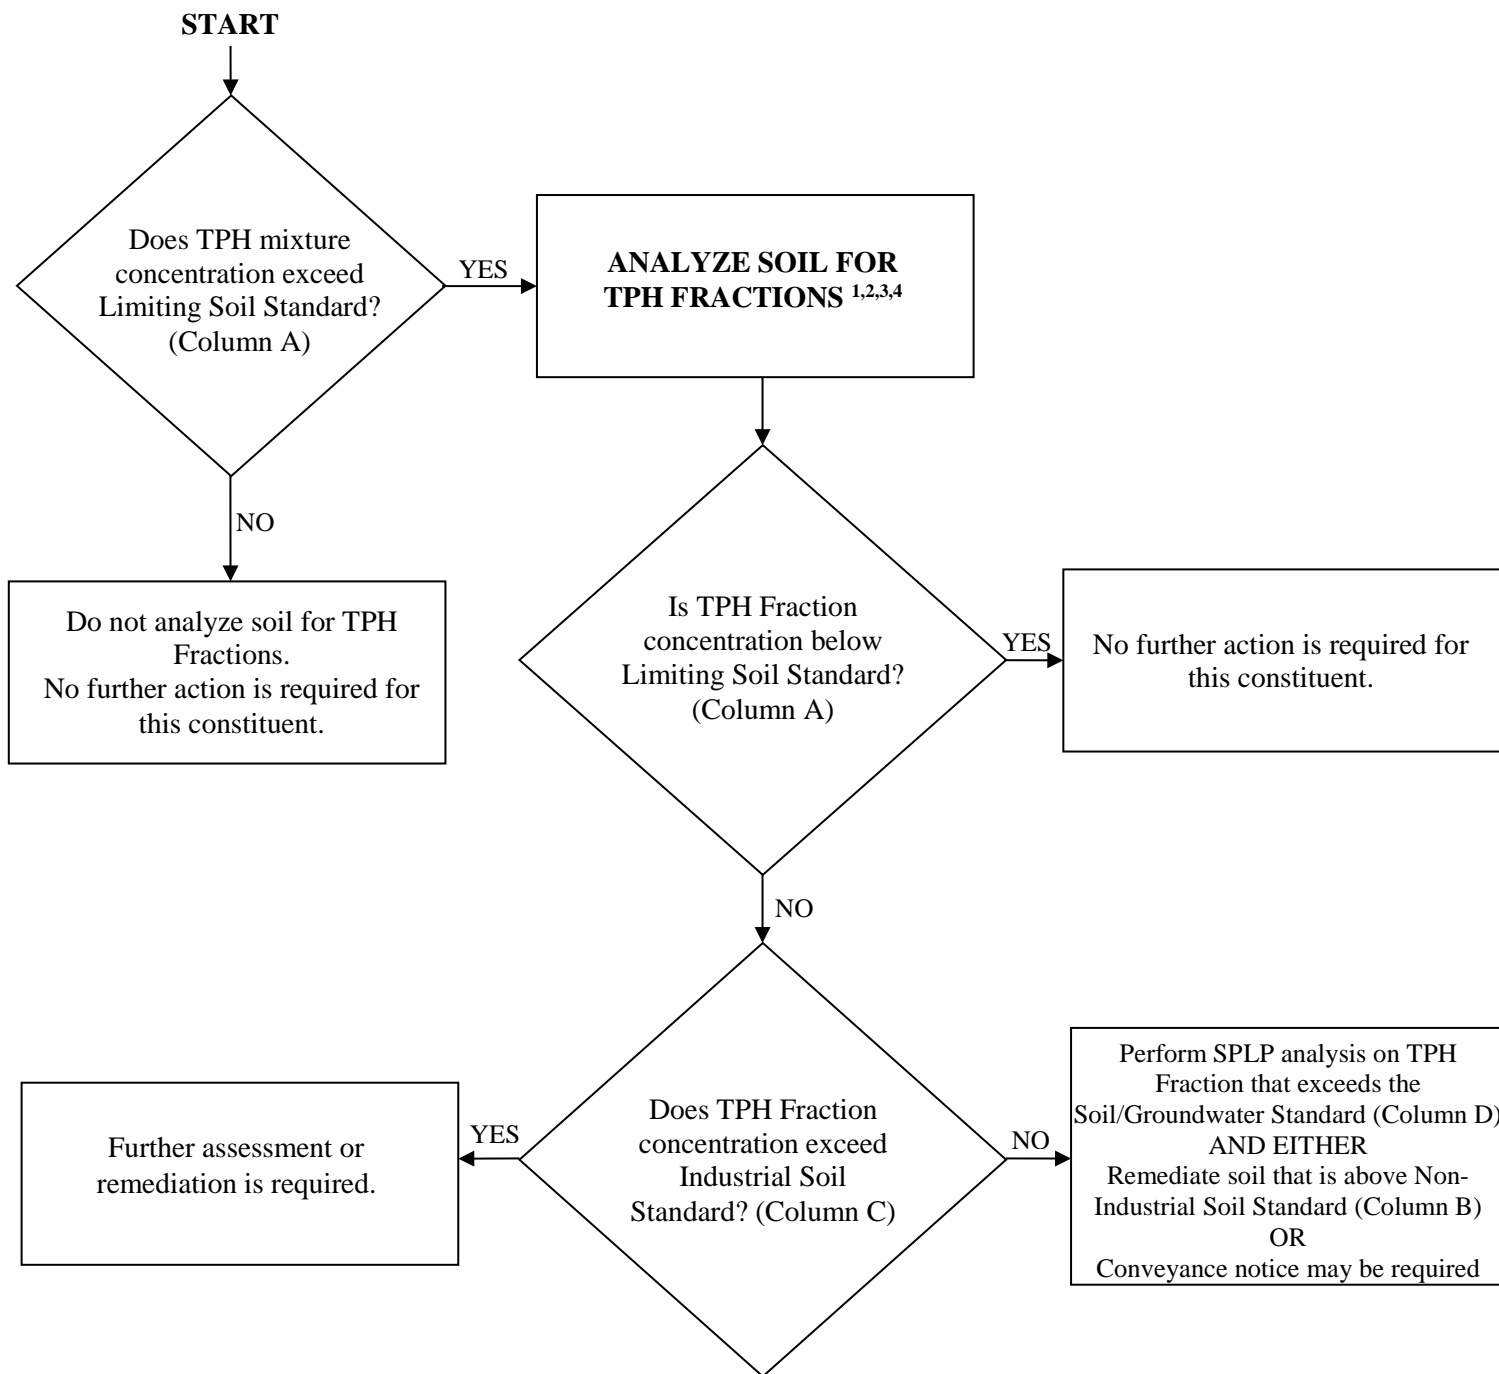 START
Does TPH mixture
concentration exceed
Limiting Soil Standard?
(Column A)
YES
ANALYZE SOIL FOR
TPH FRACTIONS 1,2,3,4
NO
Do not analyze soil for TPH
Fractions.
No further action is required for
this constituent.
Is TPH Fraction
concentration below
Limiting Soil Standard?
(Column A)
YES
No further action is required for
this constituent.
NO
Does TPH Fraction
concentration exceed
Industrial Soil
Standard? (Column C)
YES
Further assessment or
remediation is required.
NO
Perform SPLP analysis on TPH
Fraction that exceeds the
Soil/Groundwater Standard (Column D)
AND EITHER
Remediate soil that is above Non-
Industrial Soil Standard (Column B)
OR
Conveyance notice may be required